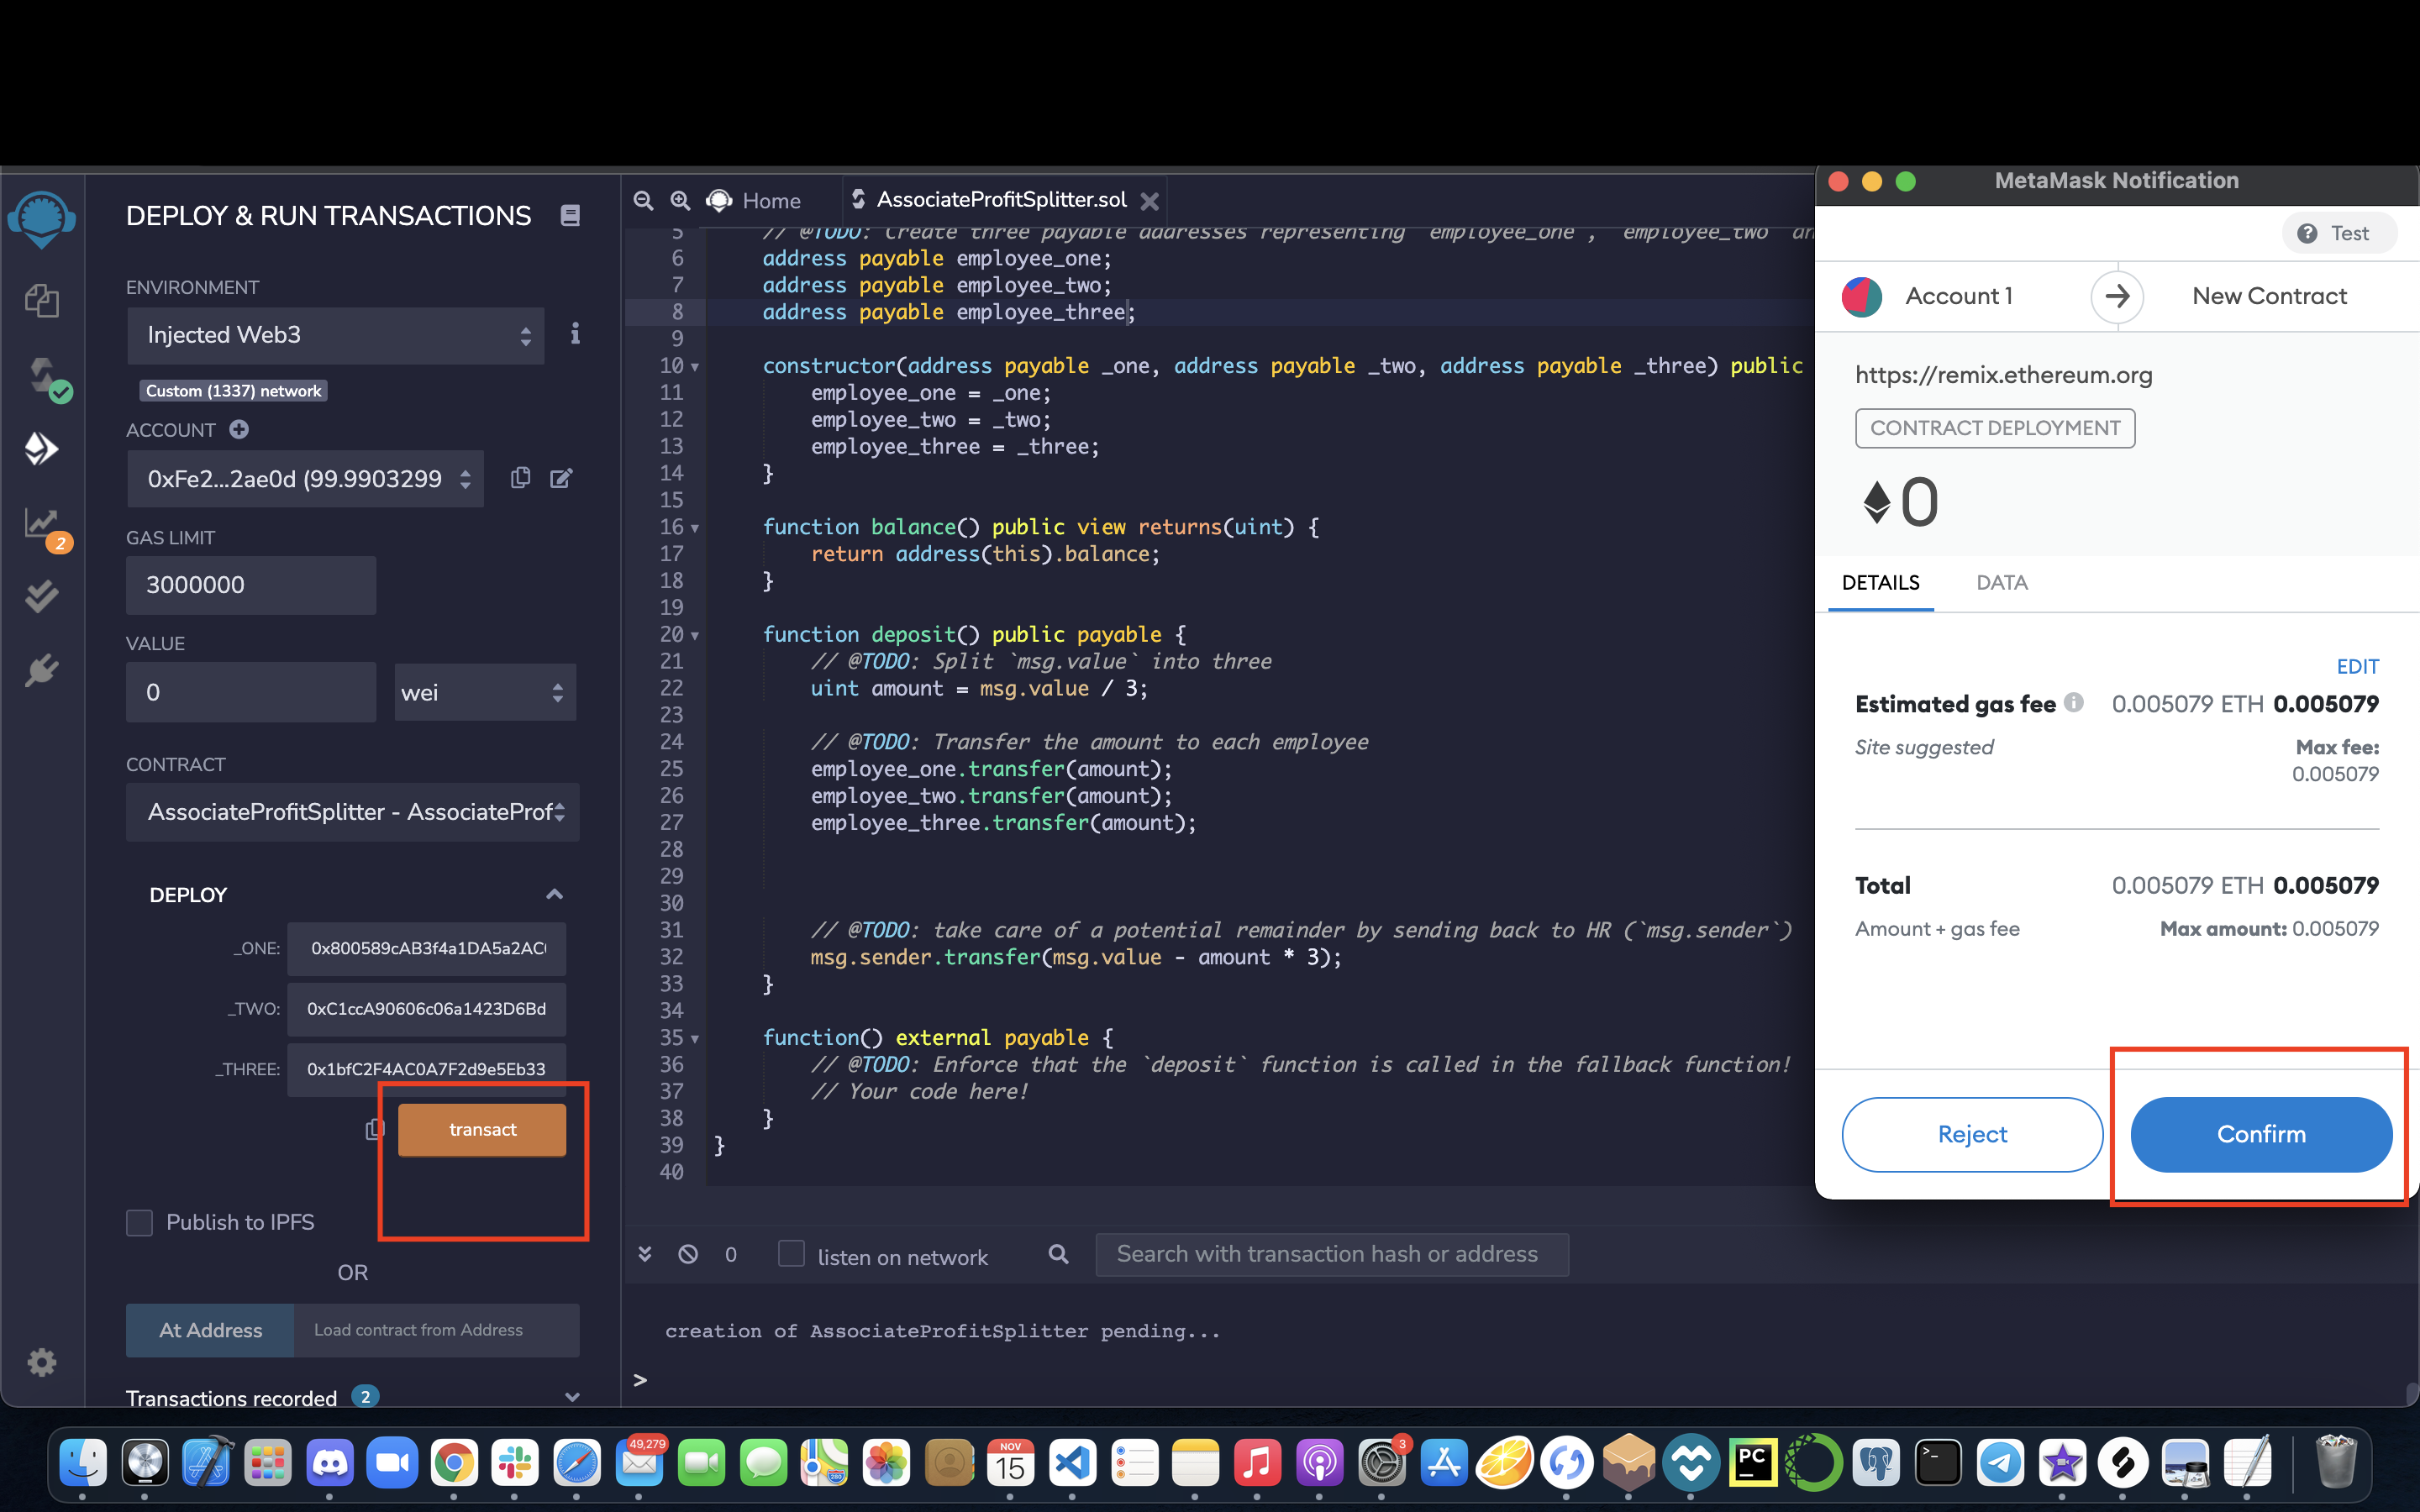 DEPLOY & RUN TRANSACTIONS
ENVIRONMENT
Injected Web3
Custom (1337) network
ACCOUNT
0xFe2...2ae0d (99.9903299
GAS LIMIT
3000000
VALUE
0
wei
CONTRACT
AssociateProfitSplitter - AssociateProf
DEPLOY
_ONE: 0x800589cAB3f4a1DA5a2AC
_TWO: 0xC1ccA90606c06a1423D6Bd
_THREE: 0x1bfC2F4AC0A7F2d9e5Eb33
transact
Publish to IPFS
OR
At Address
Load contract from Address
Transactions recorded 2
2
Home
AssociateProfitSplitter.sol
5 // @TODO: Create three payable addresses representing `employee_one`, `employee_two` an
6 address payable employee_one;
7 address payable employee_two;
8 address payable employee_three;
9
10 constructor(address payable _one, address payable _two, address payable _three) public
11 employee_one = _one;
12 employee_two = _two;
13 employee_three = _three;
14 }
15
16 function balance() public view returns(uint) {
17 return address(this).balance;
18 }
19
20 function deposit() public payable {
21 // @TODO: Split `msg.value` into three
22 uint amount = msg.value / 3;
23
24 // @TODO: Transfer the amount to each employee
25 employee_one.transfer(amount);
26 employee_two.transfer(amount);
27 employee_three.transfer(amount);
28
29
30
31 // @TODO: take care of a potential remainder by sending back to HR (`msg.sender`)
32 msg.sender.transfer(msg.value - amount * 3);
33 }
34
35 function() external payable {
36 // @TODO: Enforce that the `deposit` function is called in the fallback function!
37 // Your code here!
38 }
39 }
40
0
listen on network
Search with transaction hash or address
creation of AssociateProfitSplitter pending...
>
MetaMask Notification
Test
Account 1
New Contract
https://remix.ethereum.org
CONTRACT DEPLOYMENT
0
DETAILS
DATA
EDIT
Estimated gas fee 0.005079 ETH 0.005079
Site suggested Max fee:
0.005079
Total 0.005079 ETH 0.005079
Amount + gas fee Max amount: 0.005079
Reject
Confirm
49,279
NOV
15
3
280
PC